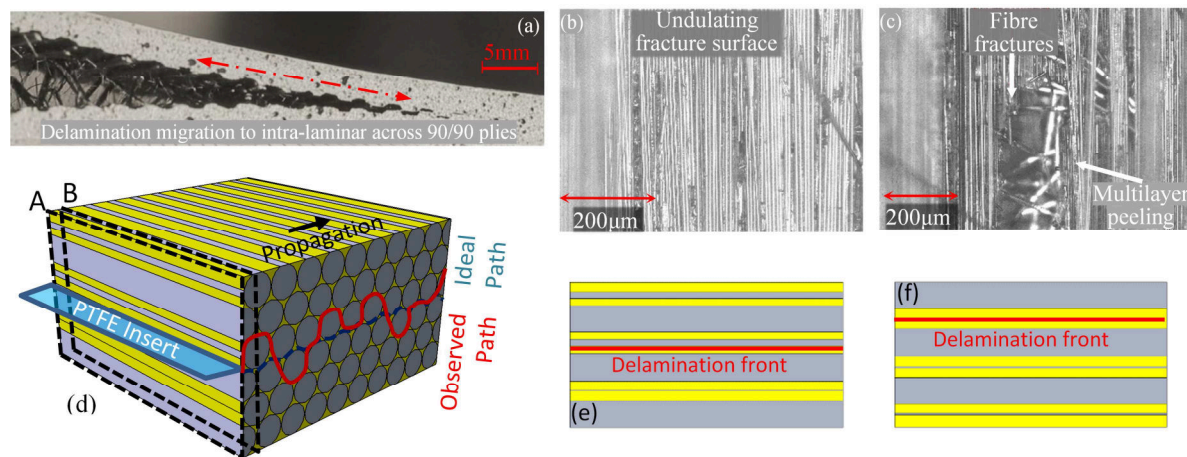 (a)
5mm
Delamination migration to intra-laminar across 90/90 plies
(b)
Undulating
fracture surface
200μm
(c)
Fibre
fractures
Multilayer
peeling
200μm
A
B
Propagation
Ideal
Path
PTFE Insert
Observed
Path
(d)
Delamination front
(e)
(f)
Delamination front